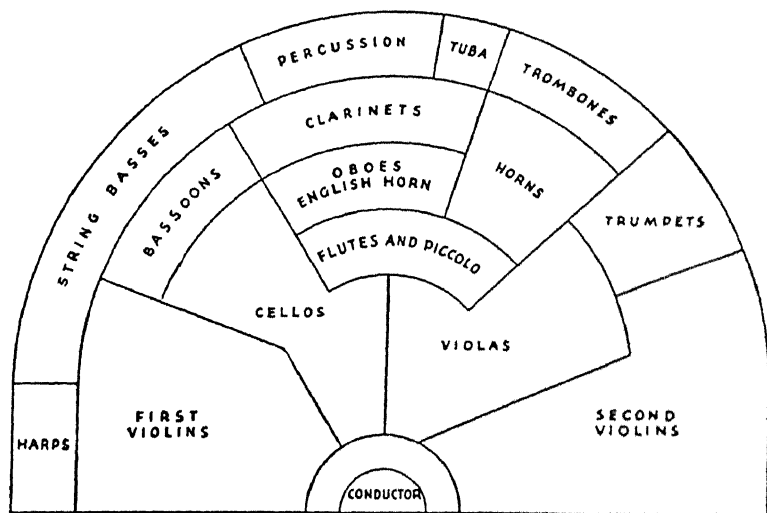 PERCUSSION
TUBA
TROMBONES
CLARINETS
STRING BASSES
BASSOONS
OBOES
ENGLISH HORN
HORNS
TRUMPETS
FLUTES AND PICCOLO
CELLOS
VIOLAS
FIRST
VIOLINS
SECOND
VIOLINS
HARPS
CONDUCTOR